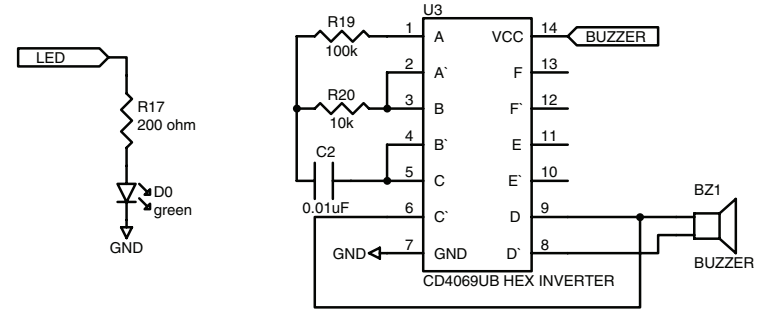 U3
LED
R17
200 ohm
D0
green
GND
R19
100k
R20
10k
C2
0.01uF
1 A VCC 14 BUZZER
2 A` F 13
3 B F` 12
4 B` E 11
5 C E` 10
6 C` D 9
GND 7 GND D` 8
CD4069UB HEX INVERTER
BZ1
BUZZER